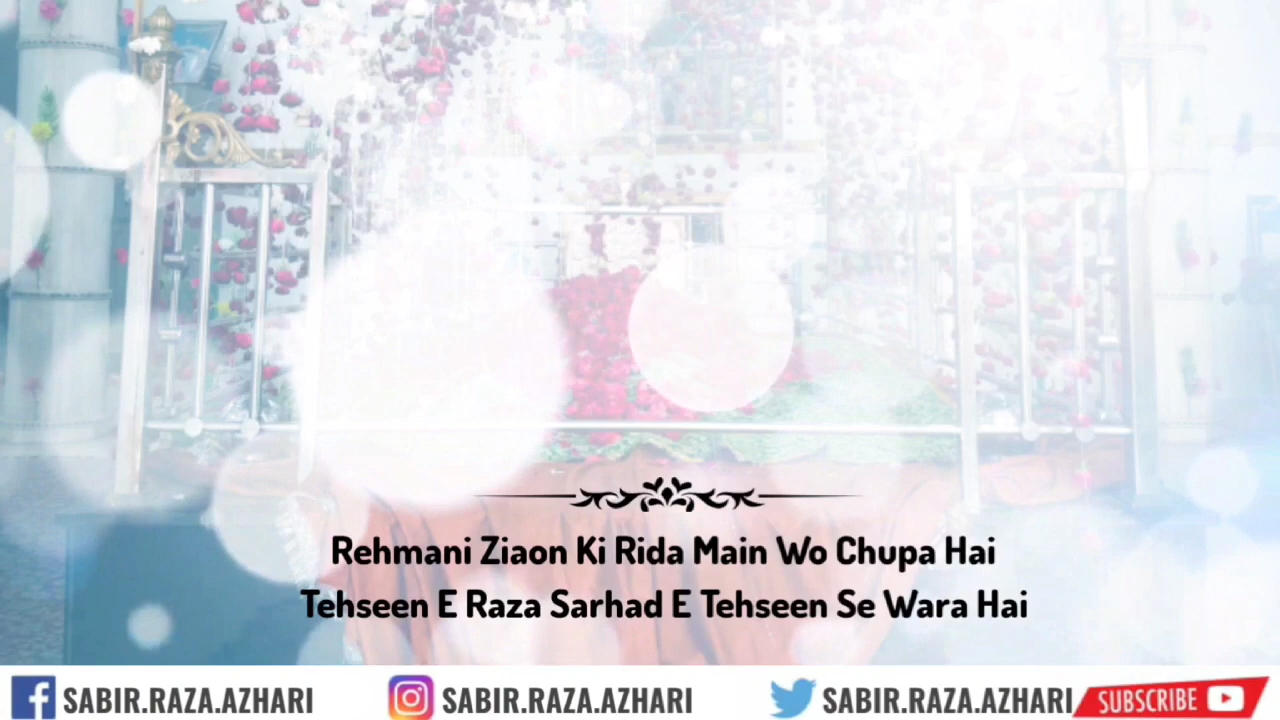 Rehmani Ziaon Ki Rida Main Wo Chupa Hai
Tehseen E Raza Sarhad E Tehseen Se Wara Hai
SABIR.RAZA.AZHARI SABIR.RAZA.AZHARI SABIR.RAZA.AZHARI SUBSCRIBE